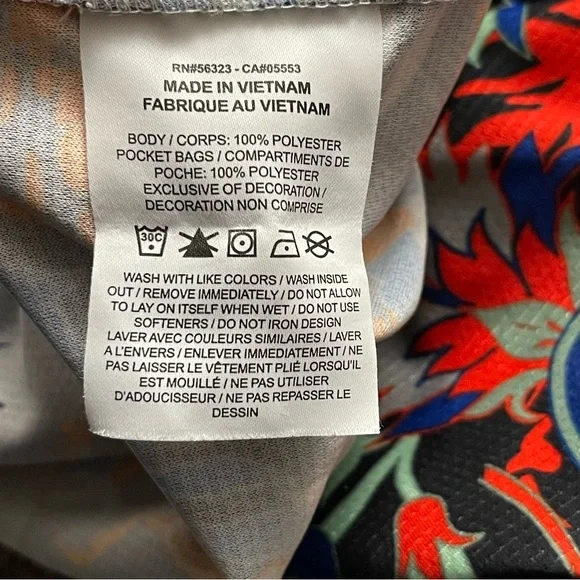 RN#56323 - CA#05553
MADE IN VIETNAM
FABRIQUE AU VIETNAM
BODY / CORPS: 100% POLYESTER
POCKET BAGS / COMPARTIMENTS DE
POCHE: 100% POLYESTER
EXCLUSIVE OF DECORATION /
DECORATION NON COMPRISE
30C
WASH WITH LIKE COLORS / WASH INSIDE
OUT / REMOVE IMMEDIATELY / DO NOT ALLOW
TO LAY ON ITSELF WHEN WET / DO NOT USE
SOFTENERS / DO NOT IRON DESIGN
LAVER AVEC COULEURS SIMILAIRES / LAVER
A L'ENVERS / ENLEVER IMMEDIATEMENT / NE
PAS LAISSER LE VÊTEMENT PLIÉ LORSQU'IL
EST MOUILLÉ / NE PAS UTILISER
D'ADOUCISSEUR / NE PAS REPASSER LE
DESSIN